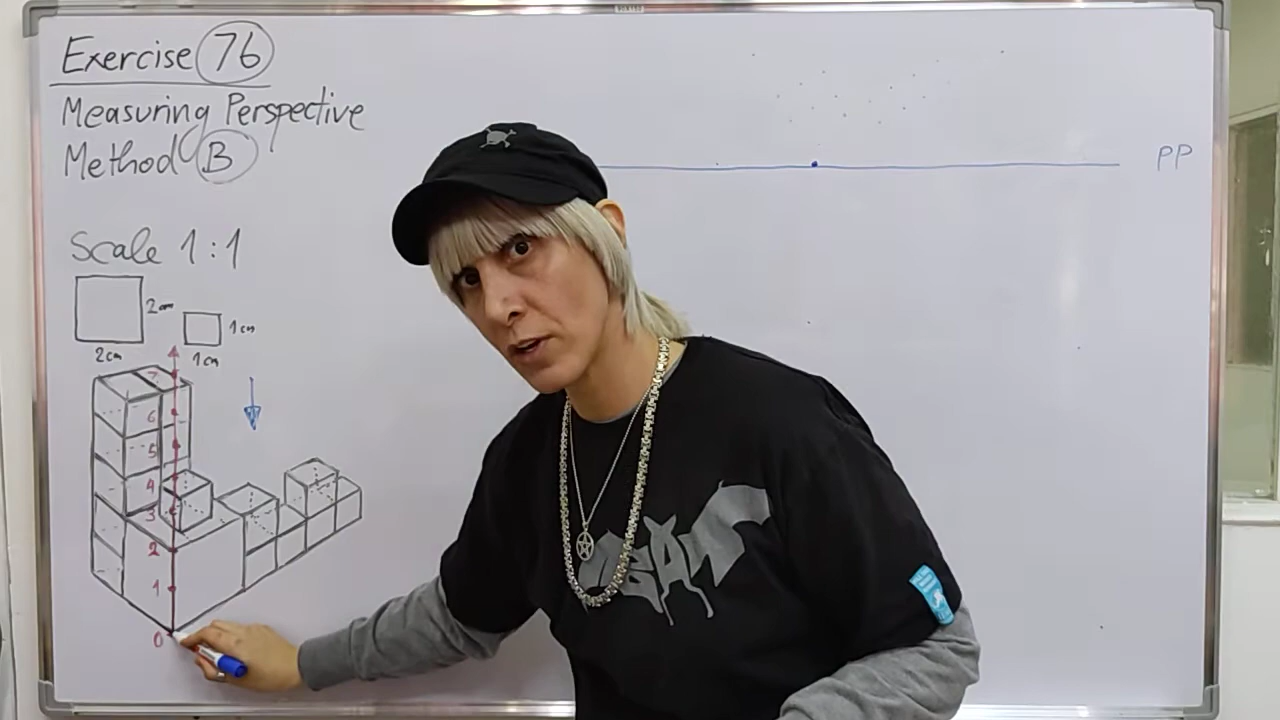 Exercise 76
Measuring Perspective
Method B
Scale 1:1
2cm
1cm
2cm
1cm
PP
7
6
5
4
3
2
1
0